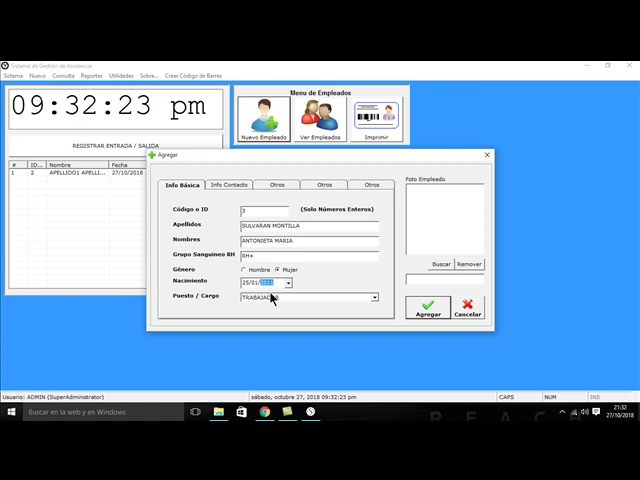 Sistema de Gestión de Asistencia
Sistema Nuevo Consulta Reportes Utilidades Sobre... Crear Código de Barras
09:32:23 pm
Menu de Empleados
Nuevo Empleado Ver Empleados Imprimir
REGISTRAR ENTRADA / SALIDA
# ID... Nombre Fecha
1 2 APELLIDO1 APELLI... 27/10/2018
Agregar
Info Básica Info Contacto Otros Otros Otros
Código o ID 3 (Solo Números Enteros)
Apellidos SULVARAN MONTILLA
Nombres ANTONIETA MARIA
Grupo Sanguineo RH RH+
Género Hombre Mujer
Nacimiento 25/01/2011
Puesto / Cargo
Foto Empleado
Buscar Remover
Agregar Cancelar
Usuario: ADMIN (SuperAdministrator) sábado, octubre 27, 2018 09:32:23 pm CAPS NUM INS
Buscar en la web y en Windows
21:32
27/10/2018